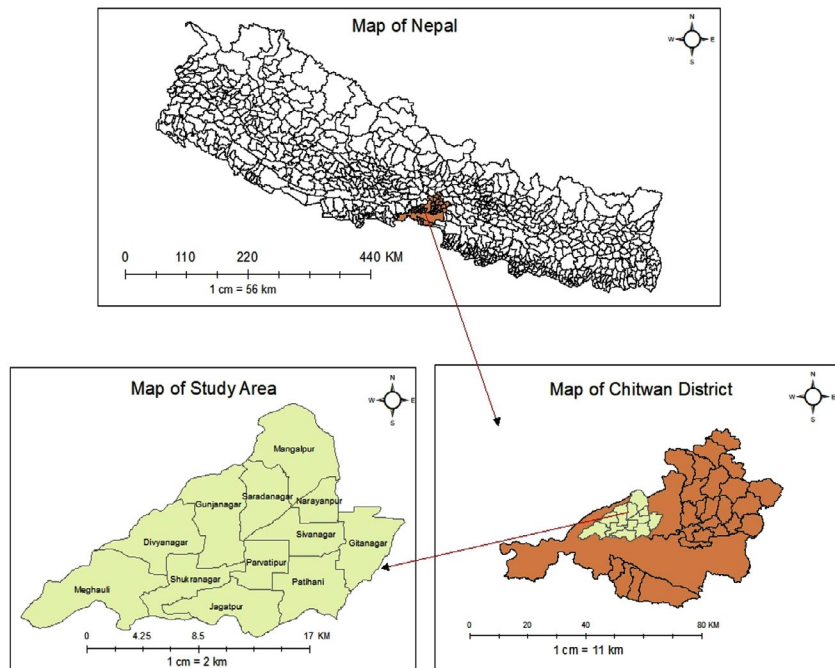 Map of Nepal
N
W E
S
0 110 220 440 KM
1 cm = 56 km
Map of Study Area
N
W E
S
Mangalpur
Saradanagar
Gunjanagar
Narayanpur
Divyanagar
Sivanagar
Gitanagar
Parvatipur
Meghauli
Shukranagar
Patihani
Jagatpur
0 4.25 8.5 17 KM
1 cm = 2 km
Map of Chitwan District
N
W E
S
0 20 40 80 KM
1 cm = 11 km